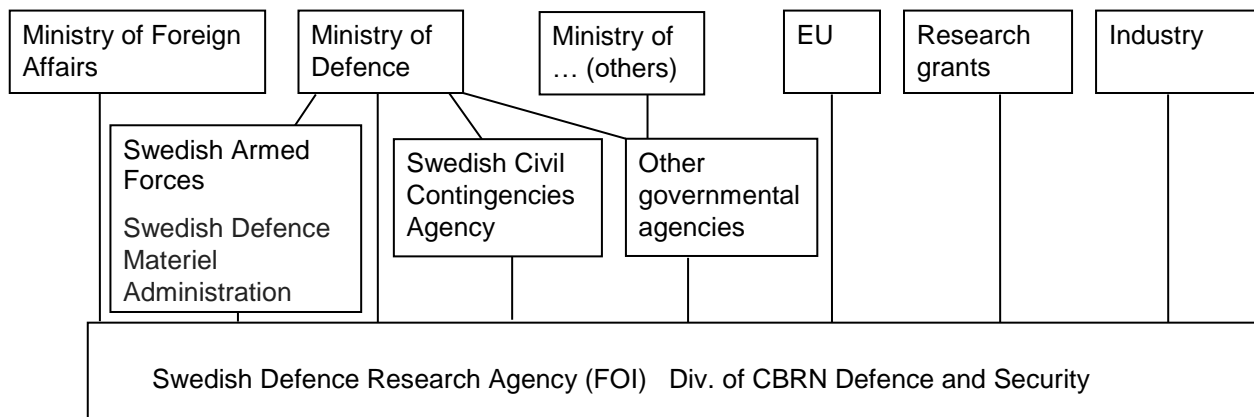 Ministry of Foreign
Affairs
Ministry of
Defence
Ministry of
… (others)
EU
Research
grants
Industry
Swedish Armed
Forces
Swedish Defence
Materiel
Administration
Swedish Civil
Contingencies
Agency
Other
governmental
agencies
Swedish Defence Research Agency (FOI) Div. of CBRN Defence and Security